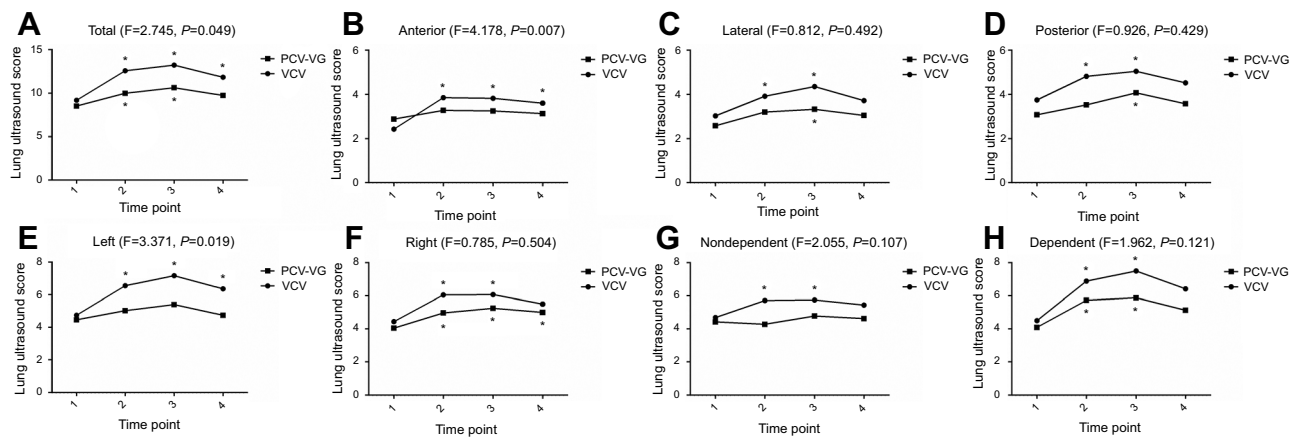 A
Total (F=2.745, P=0.049)
Lung ultrasound score
15
10
5
0
* * *
* *
1 2 3 4
Time point
PCV-VG
VCV
B
Anterior (F=4.178, P=0.007)
Lung ultrasound score
6
4
2
0
* * *
1 2 3 4
Time point
PCV-VG
VCV
C
Lateral (F=0.812, P=0.492)
Lung ultrasound score
6
4
2
0
* *
*
1 2 3 4
Time point
PCV-VG
VCV
D
Posterior (F=0.926, P=0.429)
Lung ultrasound score
6
4
2
0
* *
*
1 2 3 4
Time point
PCV-VG
VCV
E
Left (F=3.371, P=0.019)
Lung ultrasound score
8
6
4
2
0
* * *
1 2 3 4
Time point
PCV-VG
VCV
F
Right (F=0.785, P=0.504)
Lung ultrasound score
8
6
4
2
0
* *
* * *
1 2 3 4
Time point
PCV-VG
VCV
G
Nondependent (F=2.055, P=0.107)
Lung ultrasound score
8
6
4
2
0
* *
1 2 3 4
Time point
PCV-VG
VCV
H
Dependent (F=1.962, P=0.121)
Lung ultrasound score
8
6
4
2
0
* *
* *
1 2 3 4
Time point
PCV-VG
VCV